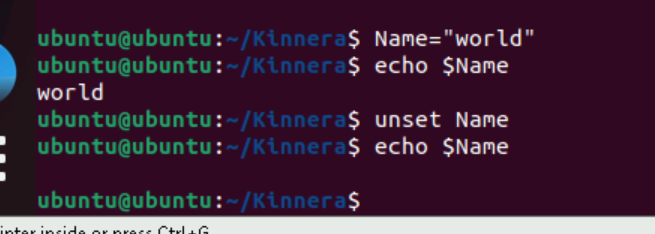 ubuntu@ubuntu:~/Kinnera$ Name="world"
ubuntu@ubuntu:~/Kinnera$ echo $Name
world
ubuntu@ubuntu:~/Kinnera$ unset Name
ubuntu@ubuntu:~/Kinnera$ echo $Name
ubuntu@ubuntu:~/Kinnera$
inter inside or press Ctrl+G